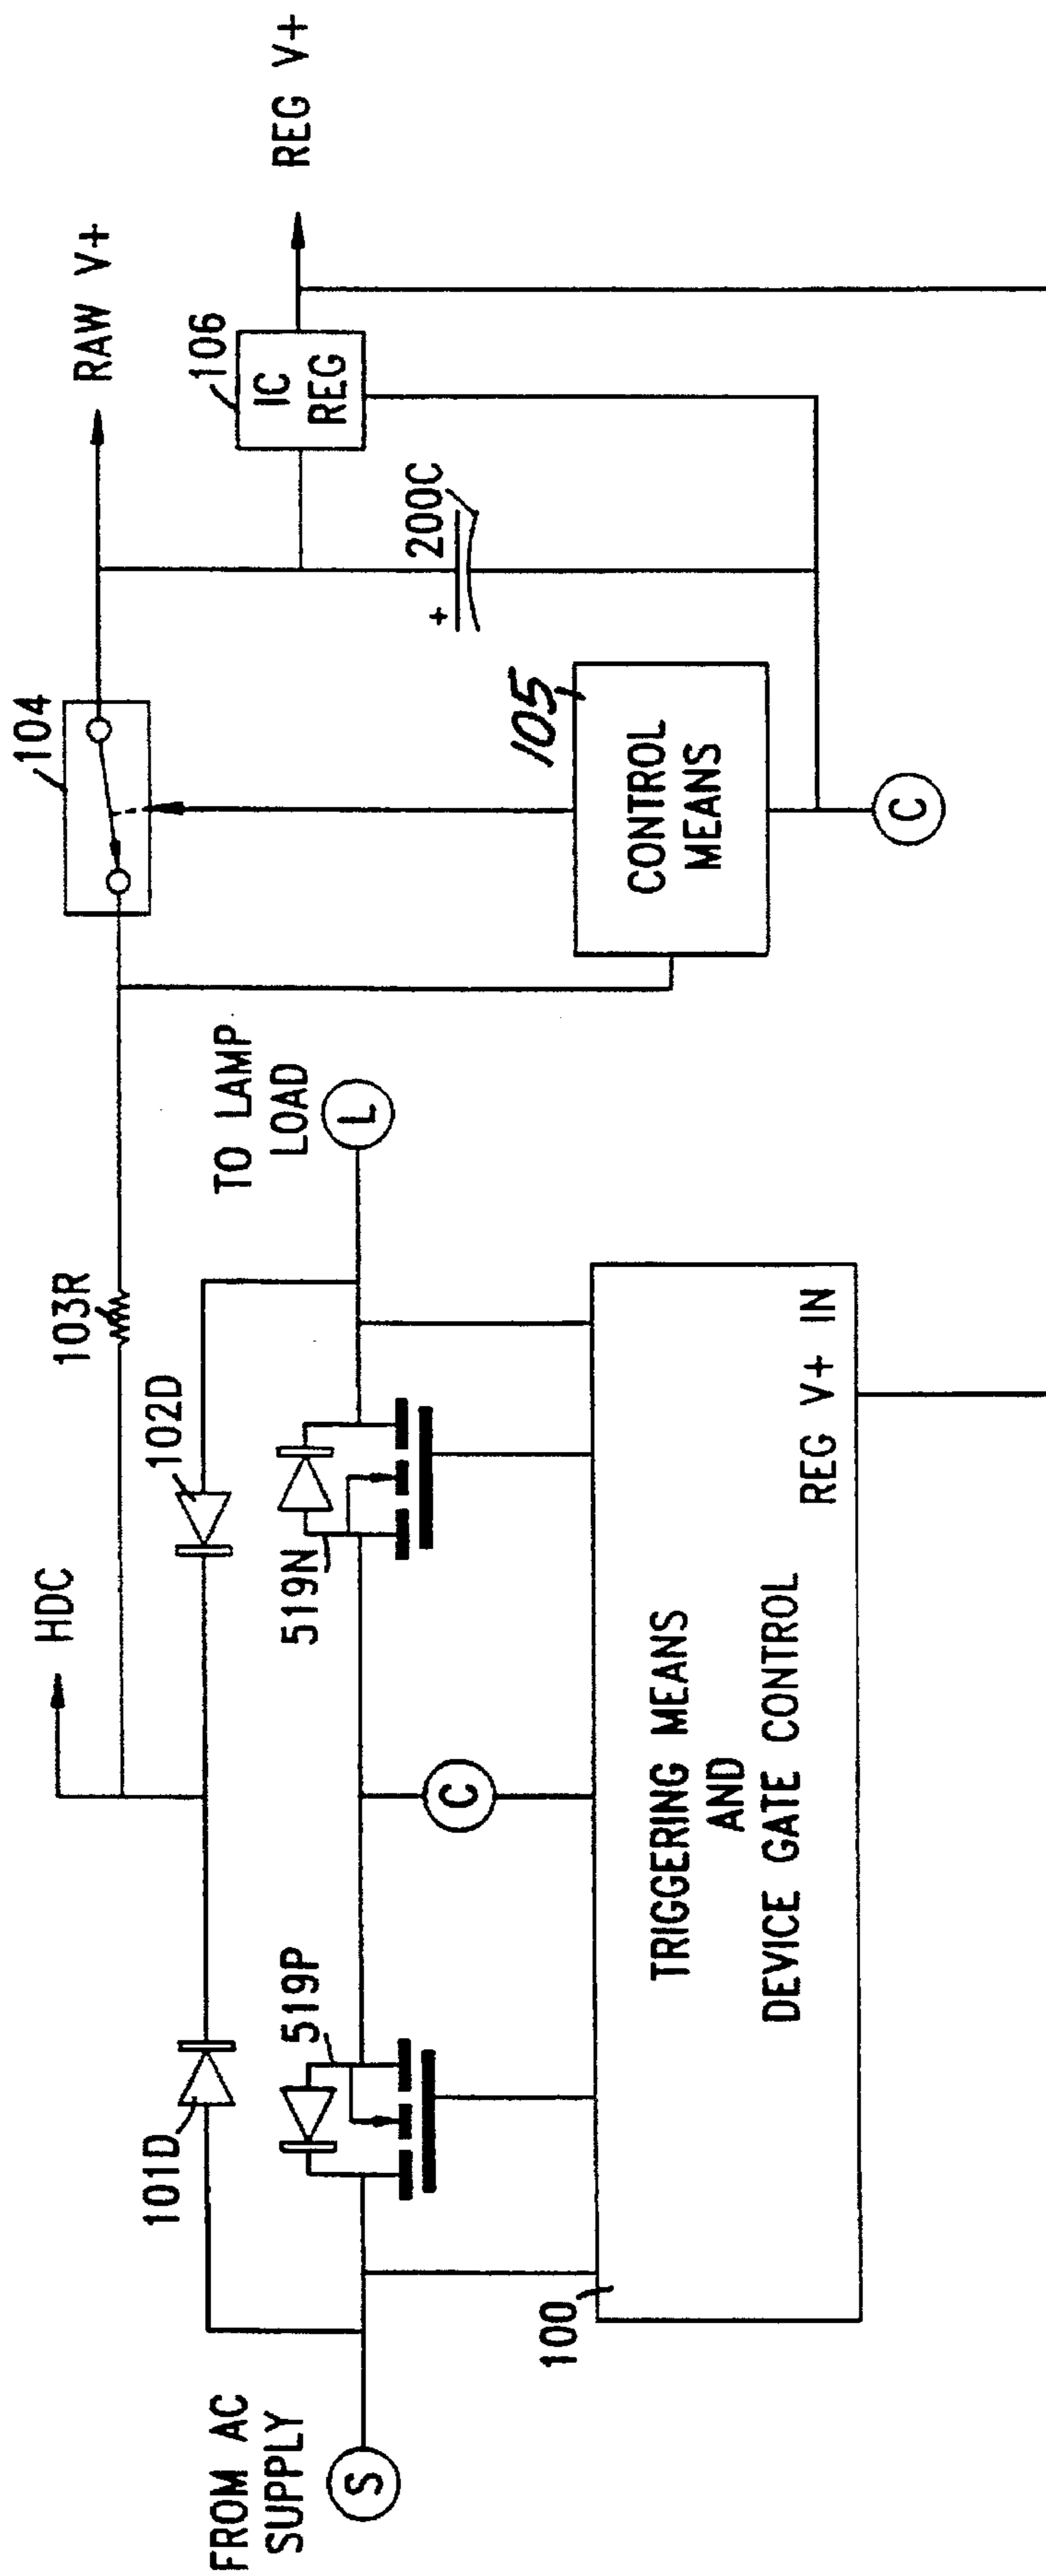 FROM AC
SUPPLY
S
101D
HDC
102D
103R
104
RAW V+
519P
519N
C
TO LAMP
LOAD
L
105
CONTROL
MEANS
C
+
200C
106
IC
REG
REG V+
100
TRIGGERING MEANS
AND
DEVICE GATE CONTROL
REG V+ IN